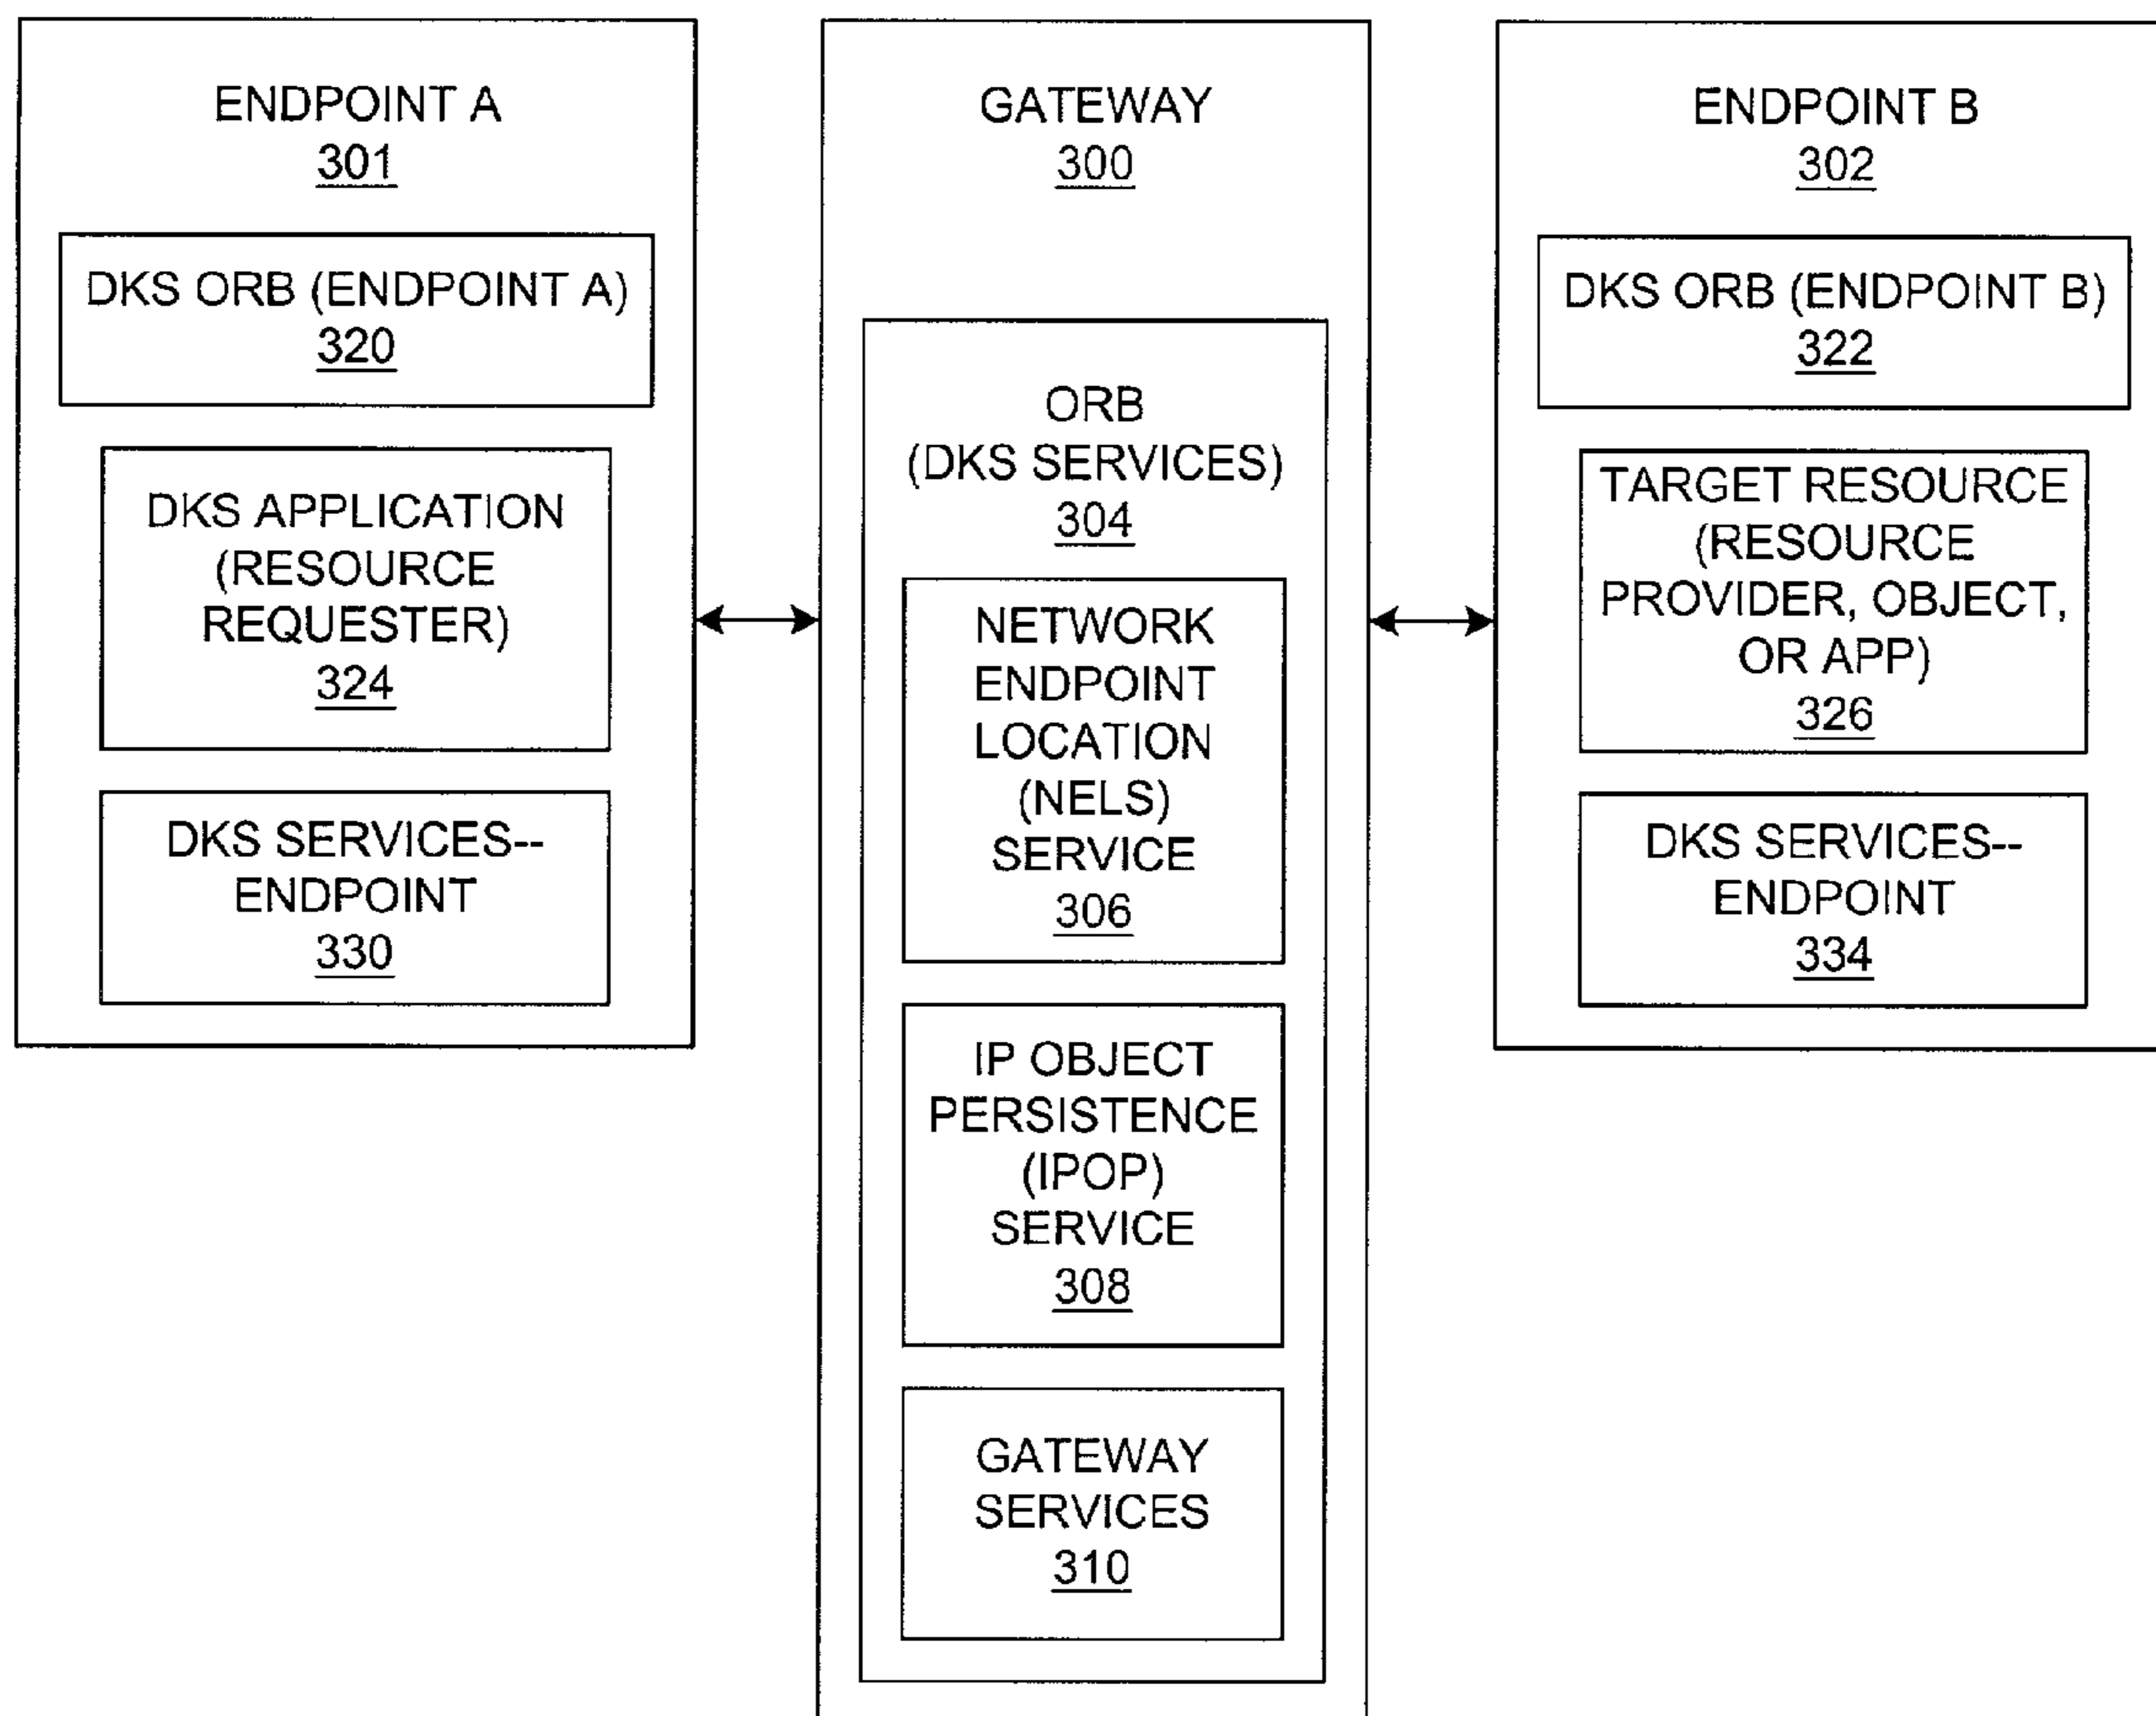 ENDPOINT A
301
DKS ORB (ENDPOINT A)
320
DKS APPLICATION
(RESOURCE
REQUESTER)
324
DKS SERVICES--
ENDPOINT
330
GATEWAY
300
ORB
(DKS SERVICES)
304
NETWORK
ENDPOINT
LOCATION
(NELS)
SERVICE
306
IP OBJECT
PERSISTENCE
(IPOP)
SERVICE
308
GATEWAY
SERVICES
310
ENDPOINT B
302
DKS ORB (ENDPOINT B)
322
TARGET RESOURCE
(RESOURCE
PROVIDER, OBJECT,
OR APP)
326
DKS SERVICES--
ENDPOINT
334